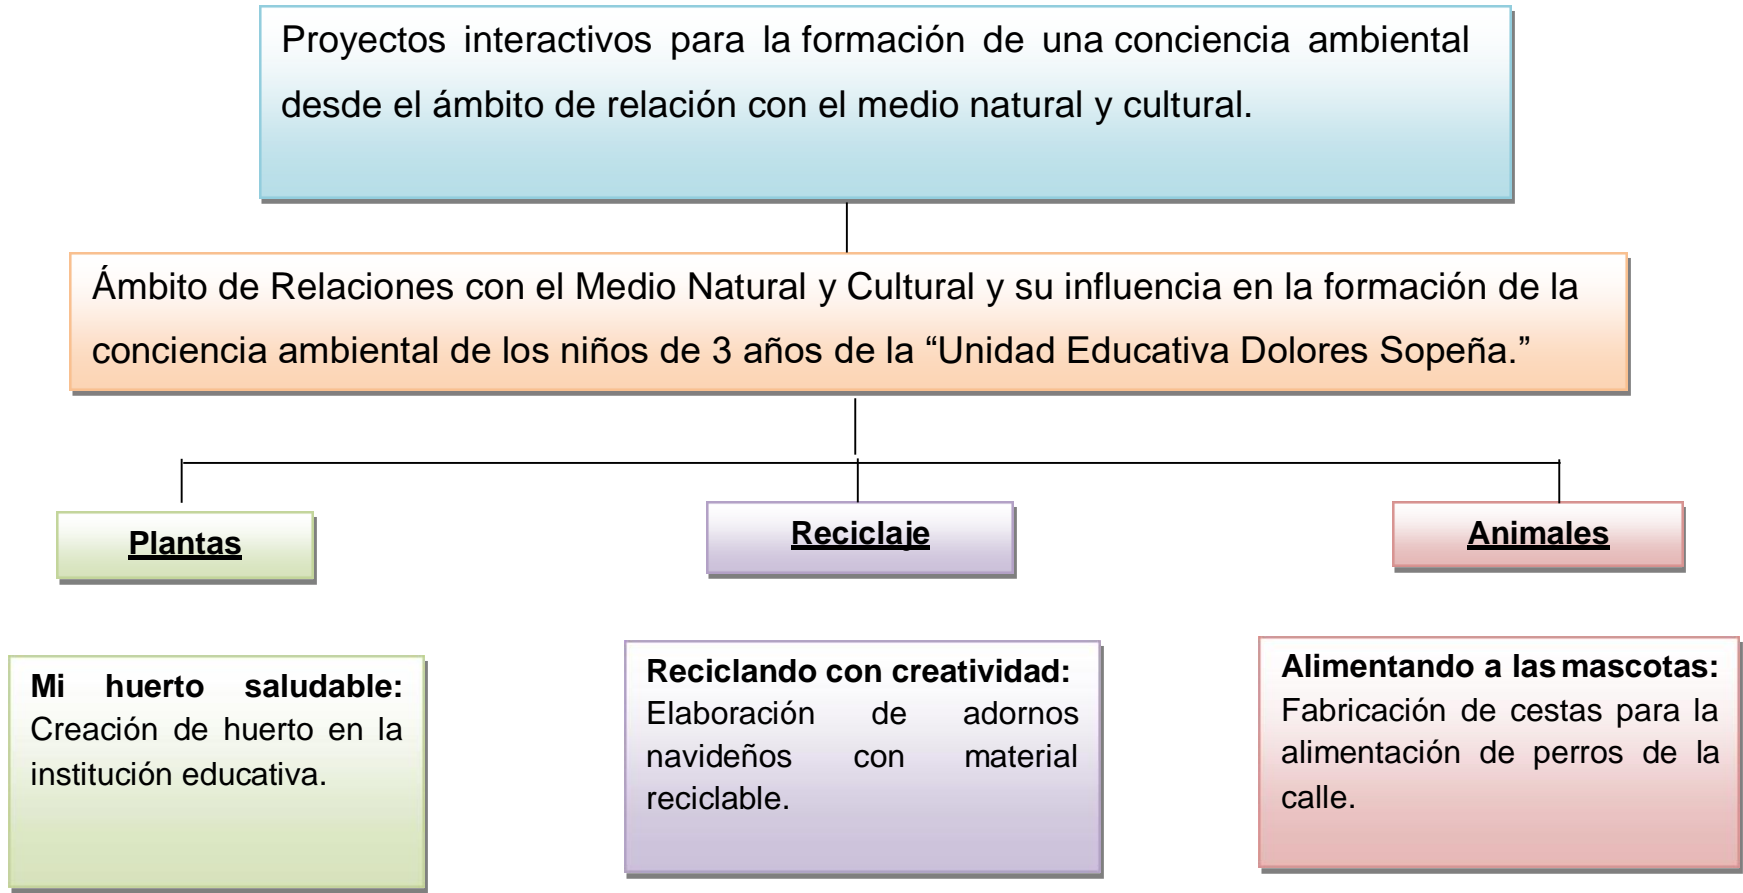 Proyectos interactivos para la formación de una conciencia ambiental
desde el ámbito de relación con el medio natural y cultural.
Ámbito de Relaciones con el Medio Natural y Cultural y su influencia en la formación de la
conciencia ambiental de los niños de 3 años de la “Unidad Educativa Dolores Sopeña.”
Plantas
Reciclaje
Animales
Mi huerto saludable:
Creación de huerto en la
institución educativa.
Reciclando con creatividad:
Elaboración de adornos
navideños con material
reciclable.
Alimentando a las mascotas:
Fabricación de cestas para la
alimentación de perros de la
calle.